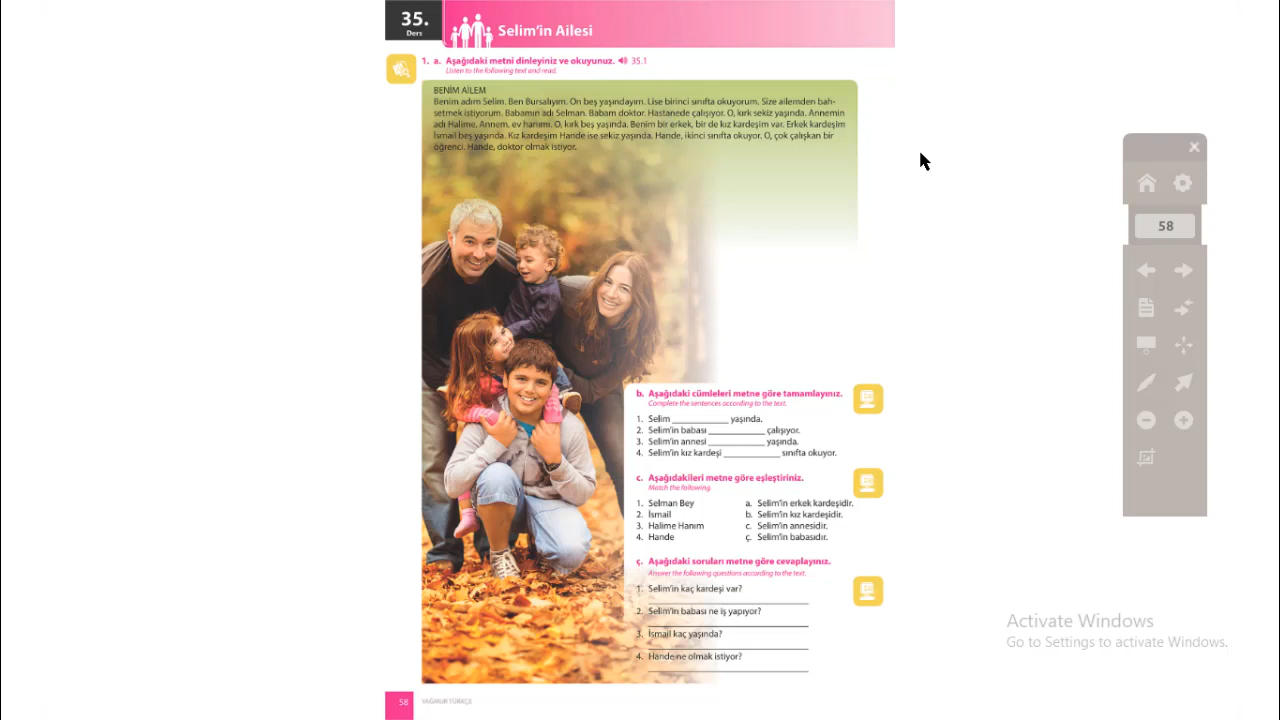 35.
Ders
Selim'in Ailesi
1. a. Aşağıdaki metni dinleyiniz ve okuyunuz. 35.1
Listen to the following text and read.
BENİM AİLEM
Benim adım Selim. Ben Bursalıyım. On beş yaşındayım. Lise birinci sınıfta okuyorum. Size ailemden bah-
setmek istiyorum. Babamın adı Selman. Babam doktor. Hastanede çalışıyor. O, kırk sekiz yaşında. Annemin
adı Halime. Annem, ev hanımı. O, kırk beş yaşında. Benim bir erkek, bir de kız kardeşim var. Erkek kardeşim
İsmail beş yaşında. Kız kardeşim Hande ise sekiz yaşında. Hande, ikinci sınıfta okuyor. O, çok çalışkan bir
öğrenci. Hande, doktor olmak istiyor.
b. Aşağıdaki cümleleri metne göre tamamlayınız.
Complete the sentences according to the text.
1. Selim ____________ yaşında.
2. Selim'in babası ____________ çalışıyor.
3. Selim'in annesi ____________ yaşında.
4. Selim'in kız kardeşi ____________ sınıfta okuyor.
c. Aşağıdakileri metne göre eşleştiriniz.
Match the following.
1. Selman Bey a. Selim'in erkek kardeşidir.
2. İsmail b. Selim'in kız kardeşidir.
3. Halime Hanım c. Selim'in annesidir.
4. Hande ç. Selim'in babasıdır.
ç. Aşağıdaki soruları metne göre cevaplayınız.
Answer the following questions according to the text.
1. Selim'in kaç kardeşi var?
2. Selim'in babası ne iş yapıyor?
3. İsmail kaç yaşında?
4. Hande ne olmak istiyor?
58 YAĞMUR TÜRKÇE
58
Activate Windows
Go to Settings to activate Windows.